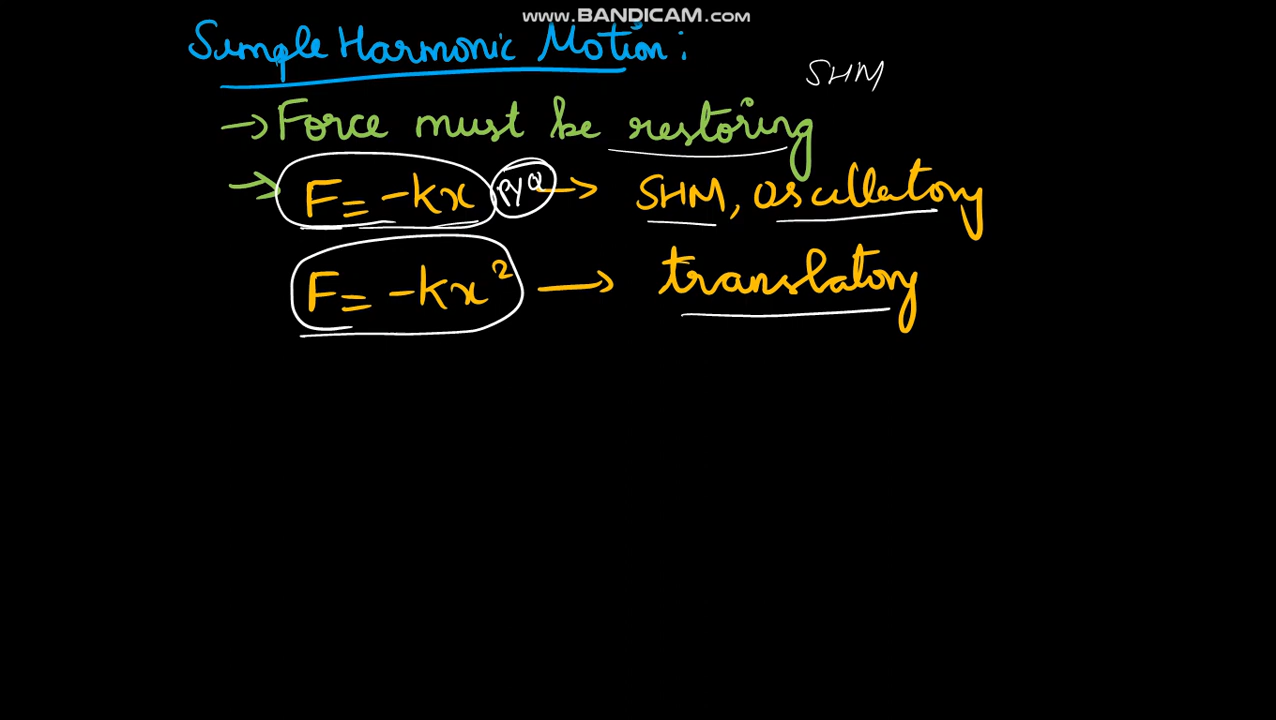 www.BANDICAM.com
Simple Harmonic Motion:
SHM
→ Force must be restoring
→ F = -kx PYQ → SHM, oscillatory
F = -kx² → translatory